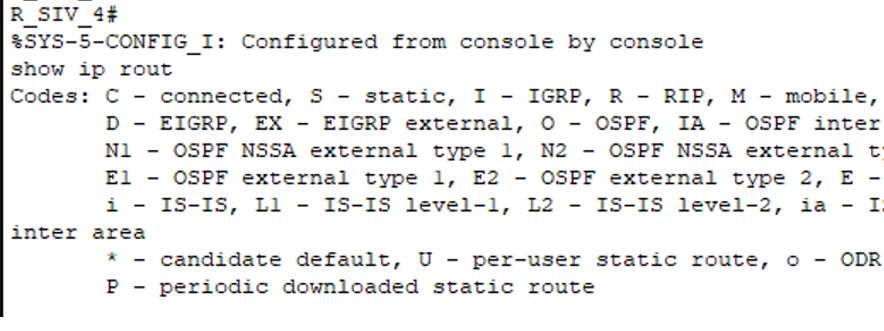 R_SIV_4#
%SYS-5-CONFIG_I: Configured from console by console
show ip rout
Codes: C - connected, S - static, I - IGRP, R - RIP, M - mobile,
D - EIGRP, EX - EIGRP external, O - OSPF, IA - OSPF inter
N1 - OSPF NSSA external type 1, N2 - OSPF NSSA external ty
E1 - OSPF external type 1, E2 - OSPF external type 2, E -
i - IS-IS, L1 - IS-IS level-1, L2 - IS-IS level-2, ia - IS
inter area
* - candidate default, U - per-user static route, o - ODR
P - periodic downloaded static route